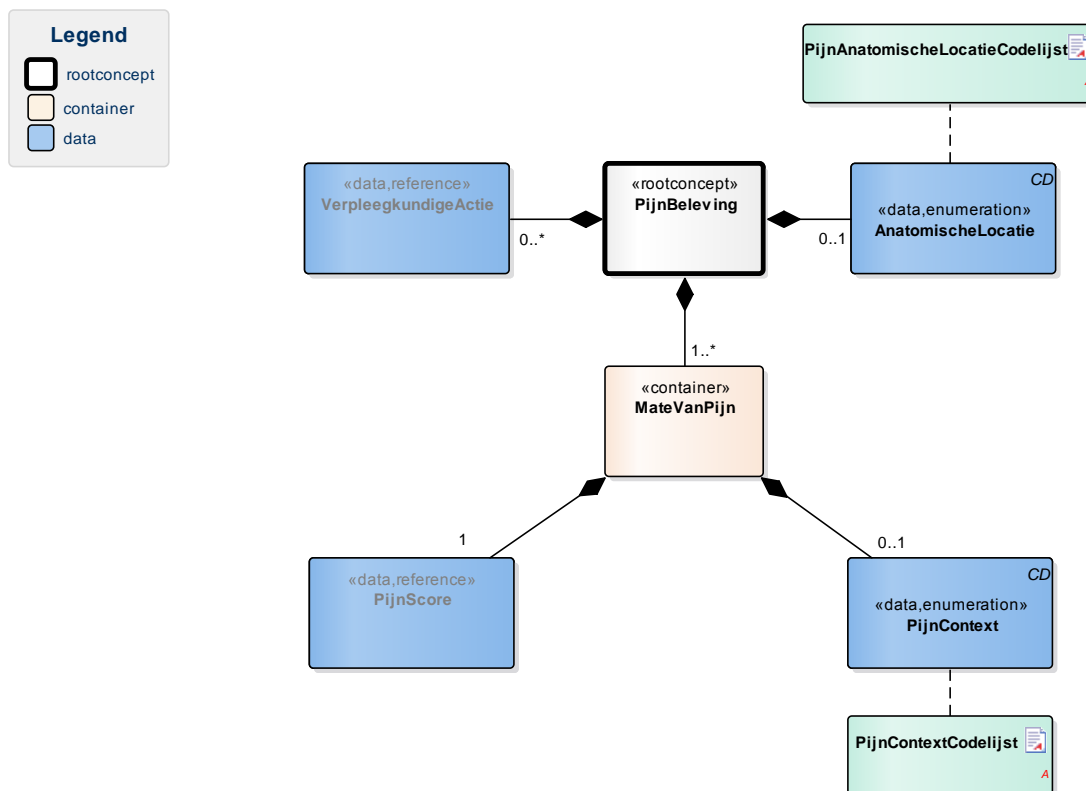 Legend
rootconcept
container
data
PijnAnatomischeLocatieCodelijst
«data,reference»
VerpleegkundigeActie
0..*
«rootconcept»
PijnBeleving
CD
«data,enumeration»
AnatomischeLocatie
0..1
1..*
«container»
MateVanPijn
1
0..1
«data,reference»
PijnScore
CD
«data,enumeration»
PijnContext
PijnContextCodelijst
A